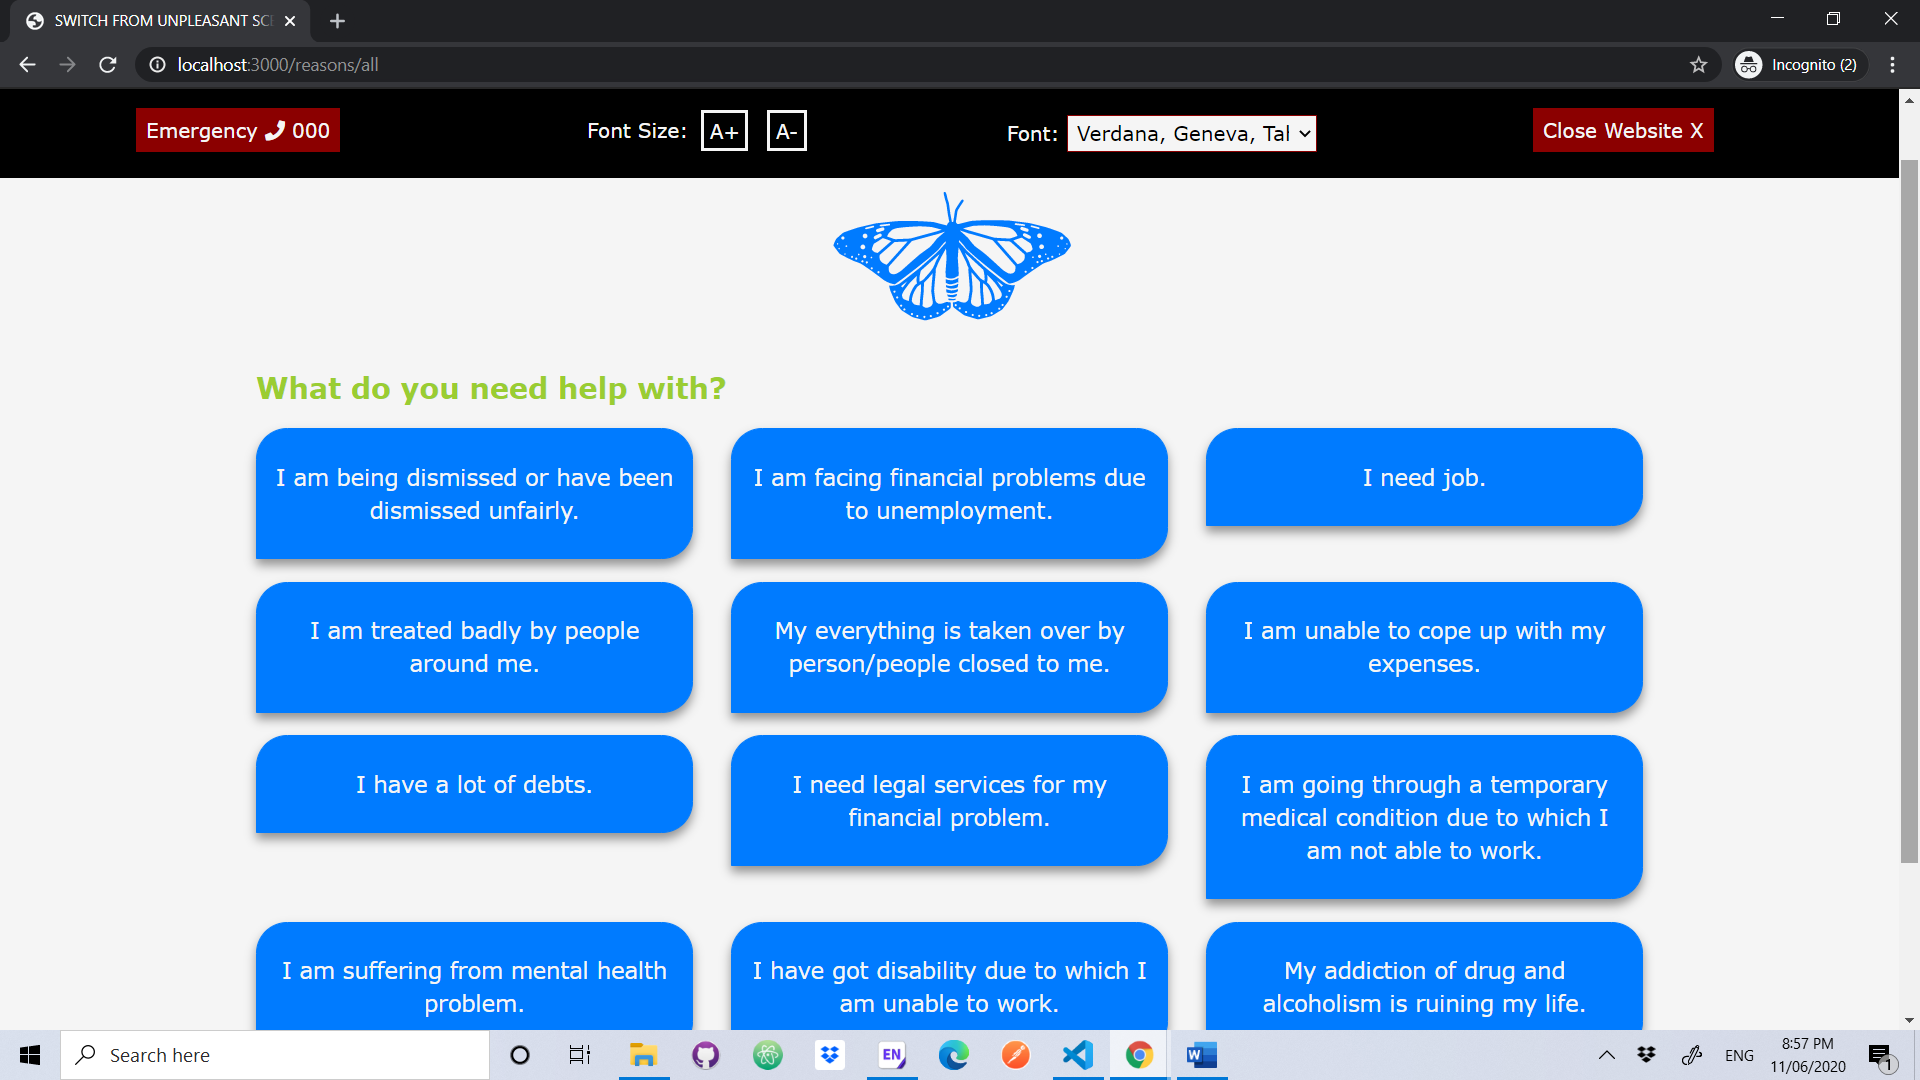 SWITCH FROM UNPLEASANT SCE
localhost:3000/reasons/all
Incognito (2)
Emergency 000
Font Size: A+ A-
Font: Verdana, Geneva, Tal
Close Website X
What do you need help with?
I am being dismissed or have been
dismissed unfairly.
I am facing financial problems due
to unemployment.
I need job.
I am treated badly by people
around me.
My everything is taken over by
person/people closed to me.
I am unable to cope up with my
expenses.
I have a lot of debts.
I need legal services for my
financial problem.
I am going through a temporary
medical condition due to which I
am not able to work.
I am suffering from mental health
problem.
I have got disability due to which I
am unable to work.
My addiction of drug and
alcoholism is ruining my life.
Search here
EN
W
ENG
8:57 PM
11/06/2020
1